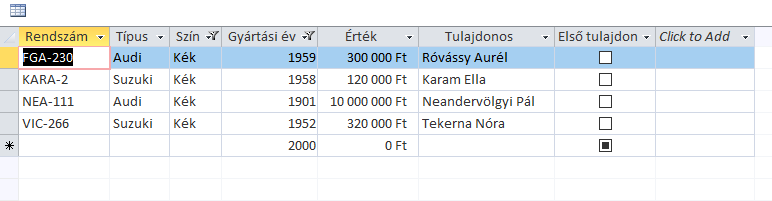 Rendszám Típus Szín Gyártási év Érték Tulajdonos Első tulajdon Click to Add
FGA-230 Audi Kék 1959 300 000 Ft Róvássy Aurél
KARA-2 Suzuki Kék 1958 120 000 Ft Karam Ella
NEA-111 Audi Kék 1901 10 000 000 Ft Neandervölgyi Pál
VIC-266 Suzuki Kék 1952 320 000 Ft Tekerna Nóra
2000 0 Ft